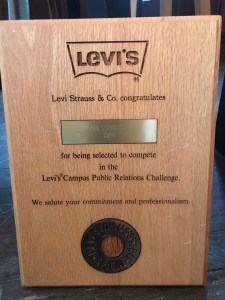 Levi's
Levi Strauss & Co. congratulates
for being selected to compete
in the
Levi's® Campus Public Relations Challenge.
We salute your commitment and professionalism.